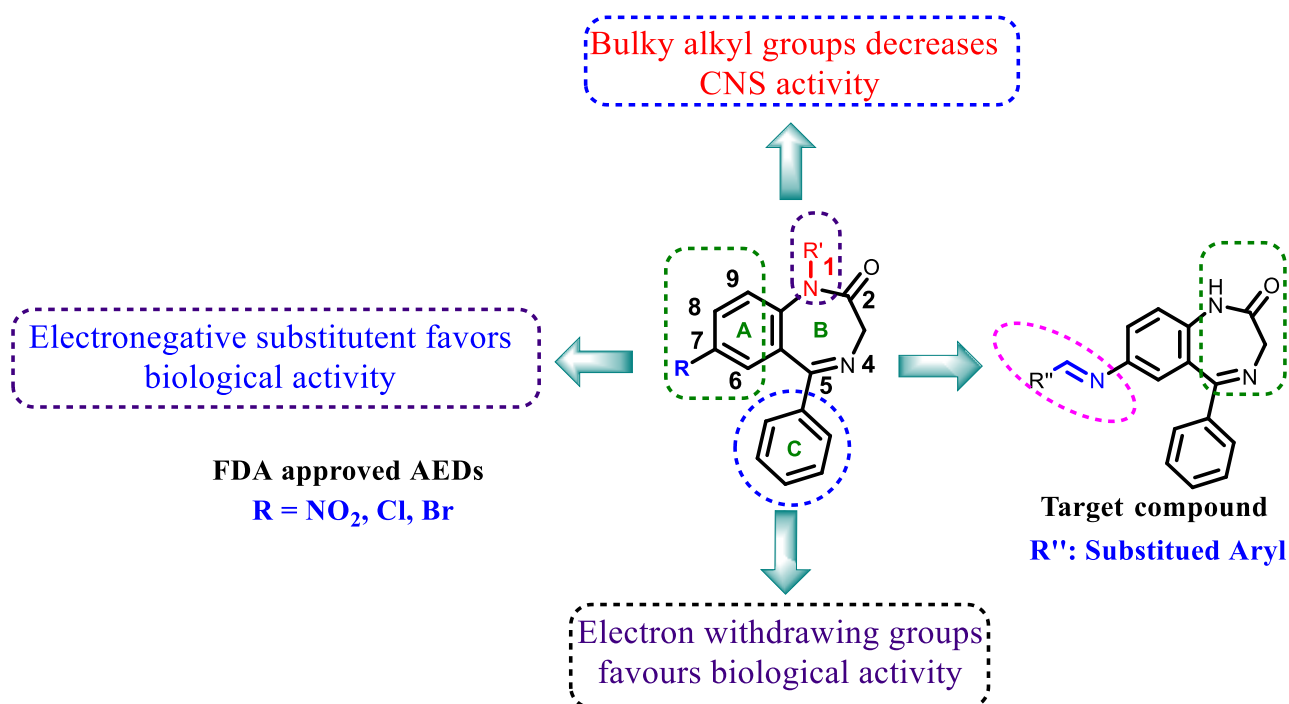 Bulky alkyl groups decreases
CNS activity
R'
1
N
O
2
9
8
A
B
7
R
6
5
N
4
C
Electronegative substitutent favors
biological activity
FDA approved AEDs
R = NO₂, Cl, Br
H
N
O
R''
N
N
Target compound
R'': Substitued Aryl
Electron withdrawing groups
favours biological activity